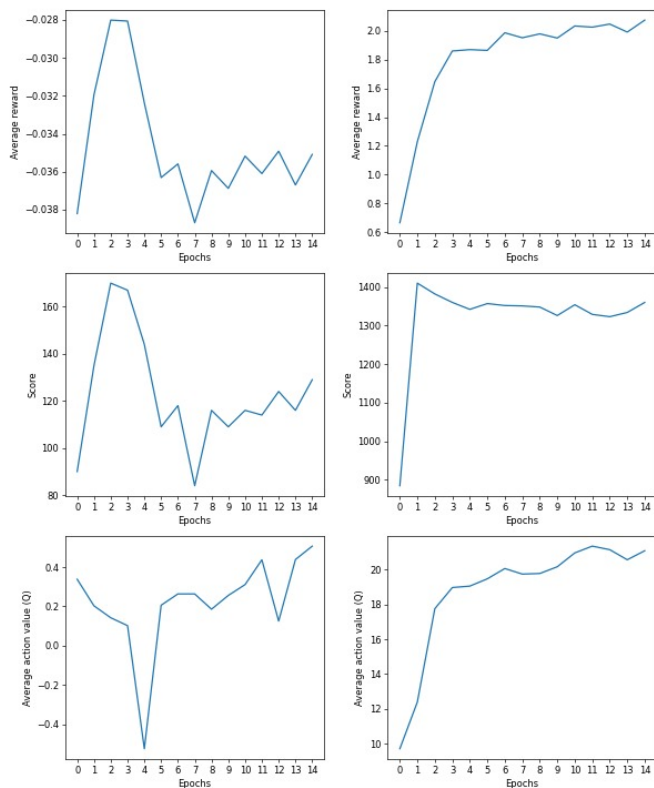 Average reward
−0.028
−0.030
−0.032
−0.034
−0.036
−0.038
0 1 2 3 4 5 6 7 8 9 10 11 12 13 14
Epochs
Average reward
2.0
1.8
1.6
1.4
1.2
1.0
0.8
0.6
0 1 2 3 4 5 6 7 8 9 10 11 12 13 14
Epochs
Score
160
140
120
100
80
0 1 2 3 4 5 6 7 8 9 10 11 12 13 14
Epochs
Score
1400
1300
1200
1100
1000
900
0 1 2 3 4 5 6 7 8 9 10 11 12 13 14
Epochs
Average action value (Q)
0.4
0.2
0.0
−0.2
−0.4
0 1 2 3 4 5 6 7 8 9 10 11 12 13 14
Epochs
Average action value (Q)
20
18
16
14
12
10
0 1 2 3 4 5 6 7 8 9 10 11 12 13 14
Epochs